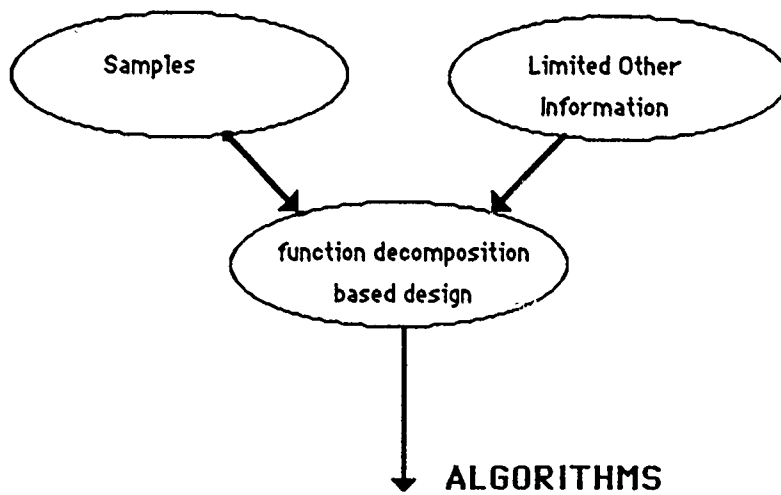 Samples
Limited Other
Information
function decomposition
based design
ALGORITHMS